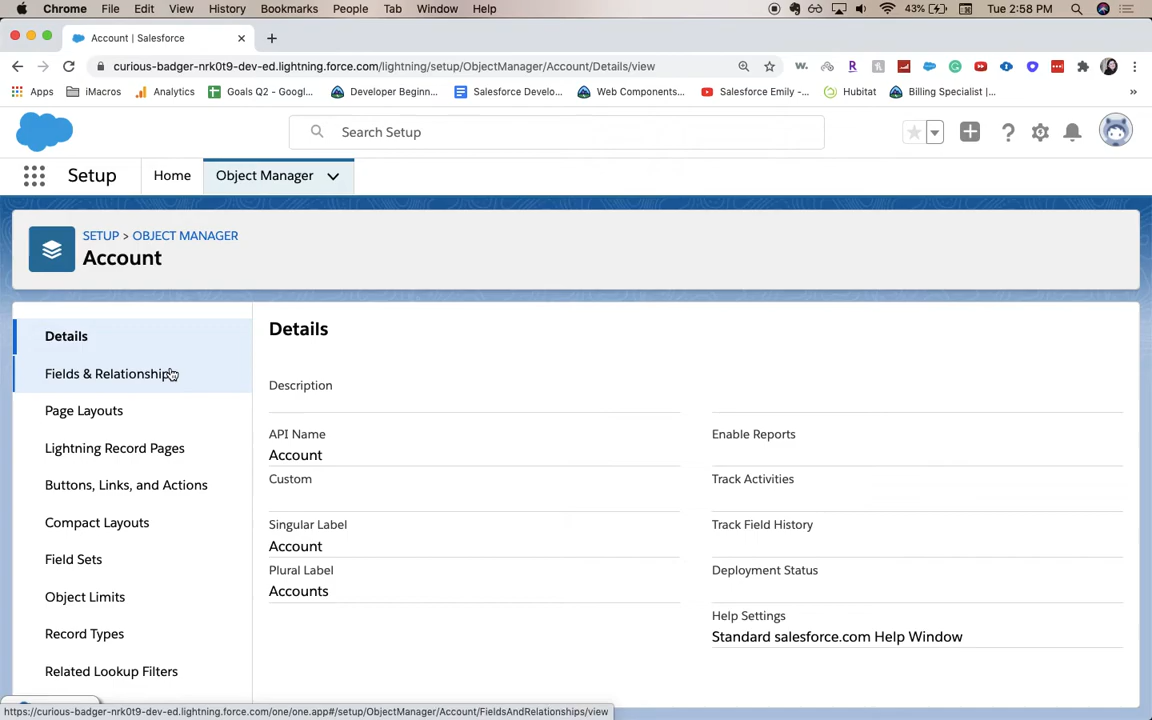 Chrome File Edit View History Bookmarks People Tab Window Help 43% Tue 2:58 PM
Account | Salesforce
curious-badger-nrk0t9-dev-ed.lightning.force.com/lightning/setup/ObjectManager/Account/Details/view
Apps iMacros Analytics Goals Q2 - Googl... Developer Beginn... Salesforce Develo... Web Components... Salesforce Emily -... Hubitat Billing Specialist |...
Search Setup
Setup Home Object Manager
SETUP > OBJECT MANAGER
Account
Details
Fields & Relationships
Page Layouts
Lightning Record Pages
Buttons, Links, and Actions
Compact Layouts
Field Sets
Object Limits
Record Types
Related Lookup Filters
Details
Description
API Name
Account
Custom
Singular Label
Account
Plural Label
Accounts
Enable Reports
Track Activities
Track Field History
Deployment Status
Help Settings
Standard salesforce.com Help Window
https://curious-badger-nrk0t9-dev-ed.lightning.force.com/one/one.app#/setup/ObjectManager/Account/FieldsAndRelationships/view